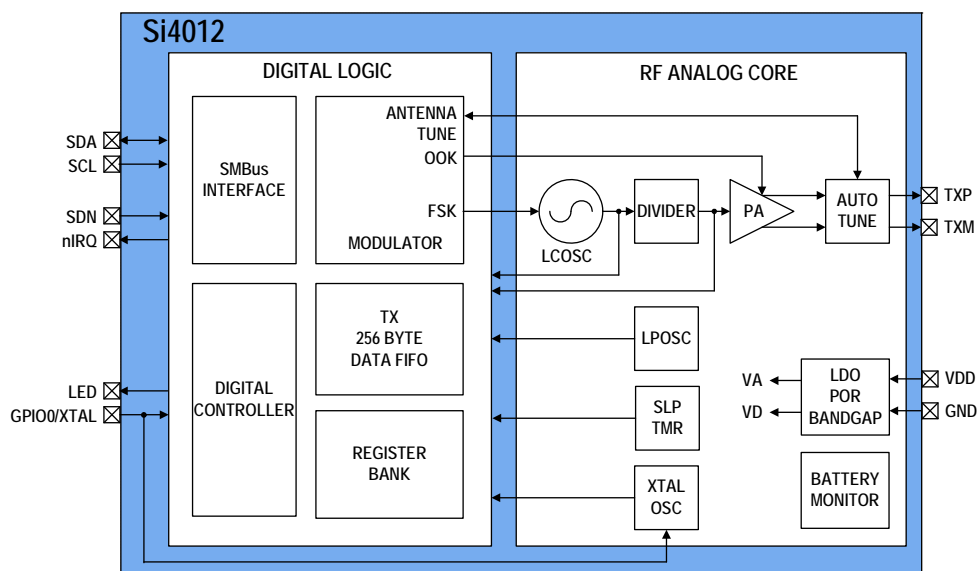 Si4012
DIGITAL LOGIC
RF ANALOG CORE
SMBus
INTERFACE
ANTENNA
TUNE
OOK
FSK
MODULATOR
SDA
SCL
SDN
nIRQ
LCOSC
DIVIDER
PA
AUTO
TUNE
TXP
TXM
DIGITAL
CONTROLLER
TX
256 BYTE
DATA FIFO
REGISTER
BANK
LED
GPIO0/XTAL
LPOSC
SLP
TMR
XTAL
OSC
VA
VD
LDO
POR
BANDGAP
VDD
GND
BATTERY
MONITOR